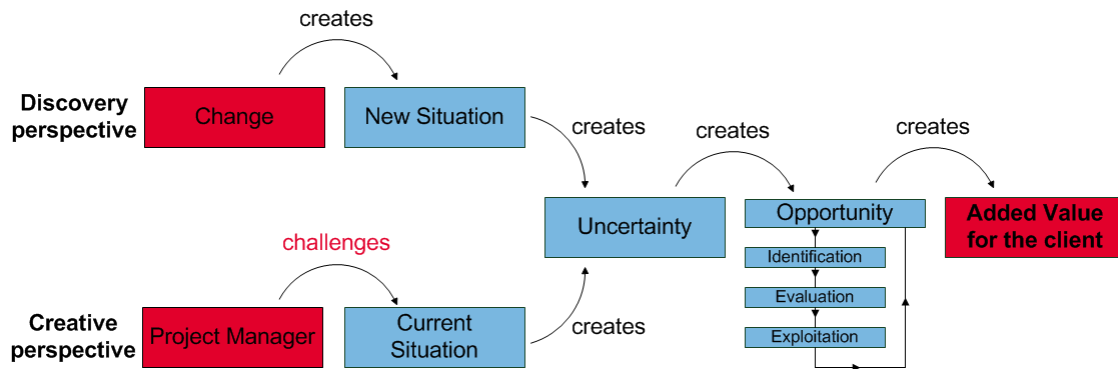 creates
Discovery
perspective
Change
New Situation
creates
creates
creates
Uncertainty
Opportunity
Added Value
for the client
Identification
Evaluation
Exploitation
challenges
Creative
perspective
Project Manager
Current
Situation
creates